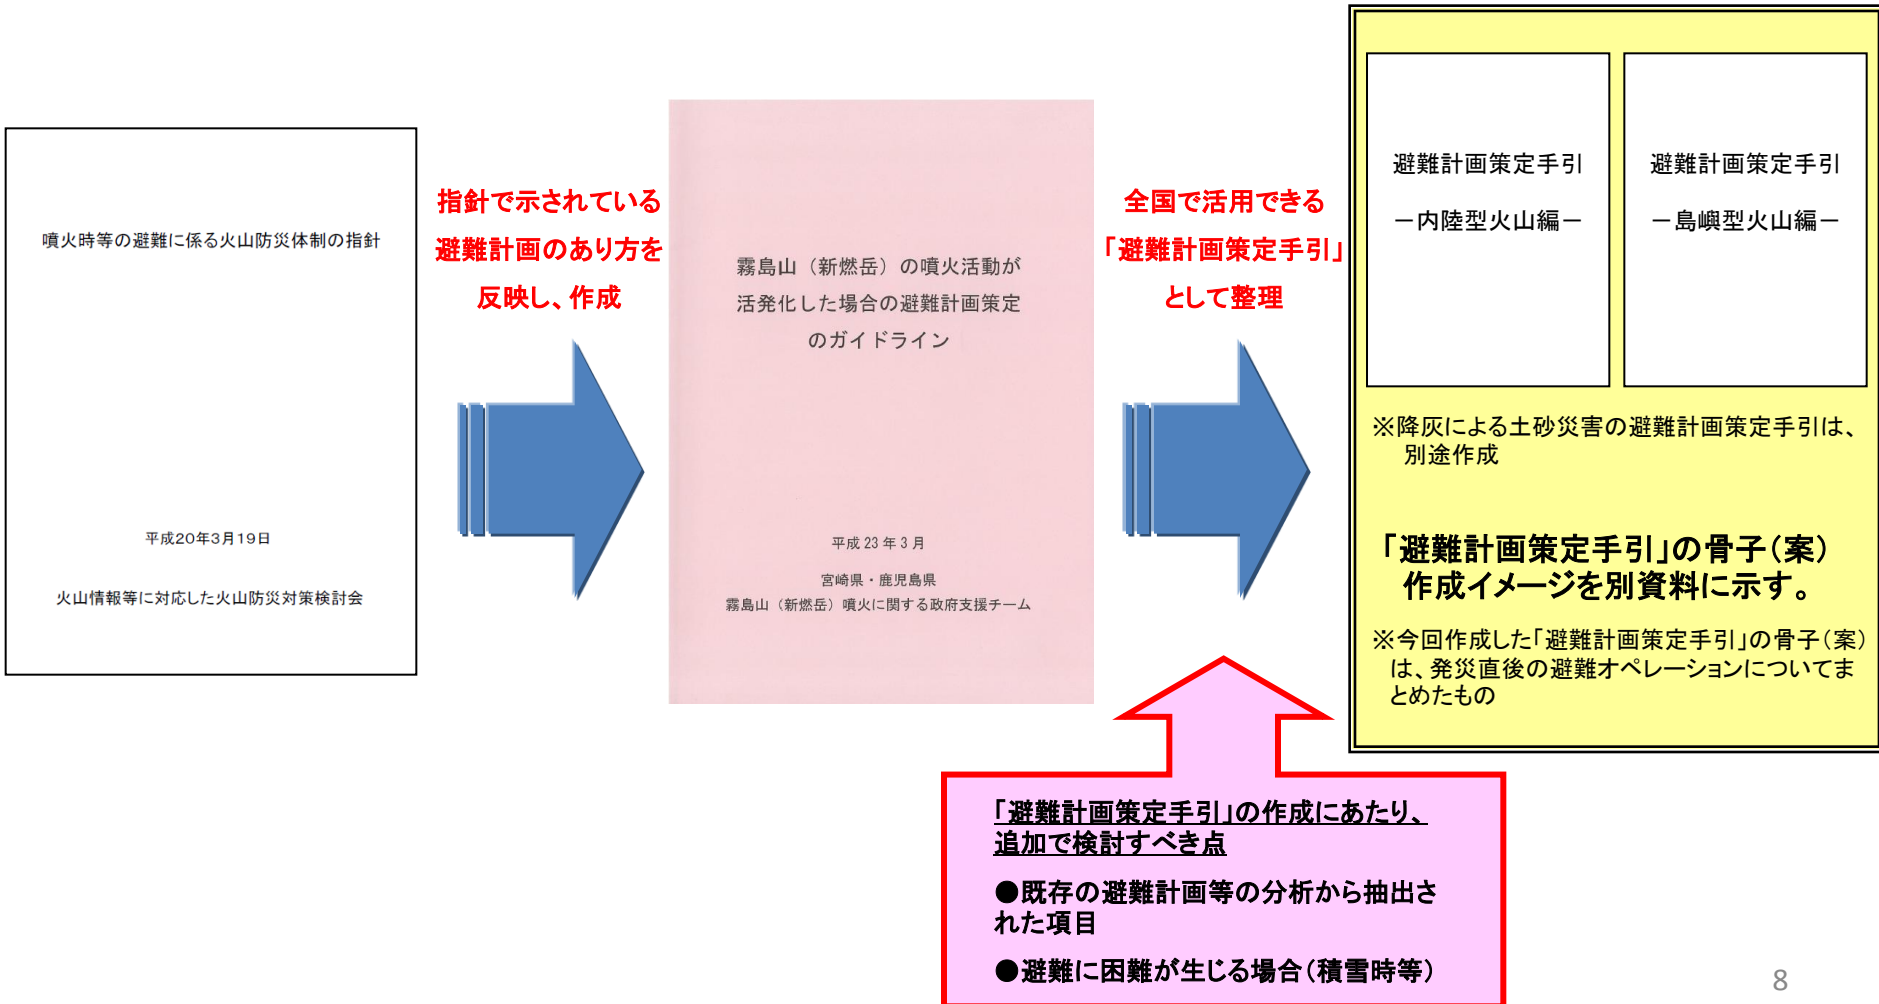 噴火時等の避難に係る火山防災体制の指針
平成20年3月19日
火山情報等に対応した火山防災対策検討会
指針で示されている
避難計画のあり方を
反映し、作成
霧島山（新燃岳）の噴火活動が
活発化した場合の避難計画策定
のガイドライン
平成 23 年 3 月
宮崎県・鹿児島県
霧島山（新燃岳）噴火に関する政府支援チーム
全国で活用できる
「避難計画策定手引」
として整理
避難計画策定手引
－内陸型火山編－
避難計画策定手引
－島嶼型火山編－
※降灰による土砂災害の避難計画策定手引は、
別途作成
「避難計画策定手引」の骨子（案）
作成イメージを別資料に示す。
※今回作成した「避難計画策定手引」の骨子（案）
は、発災直後の避難オペレーションについてま
とめたもの
「避難計画策定手引」の作成にあたり、
追加で検討すべき点
●既存の避難計画等の分析から抽出さ
れた項目
●避難に困難が生じる場合（積雪時等）
8